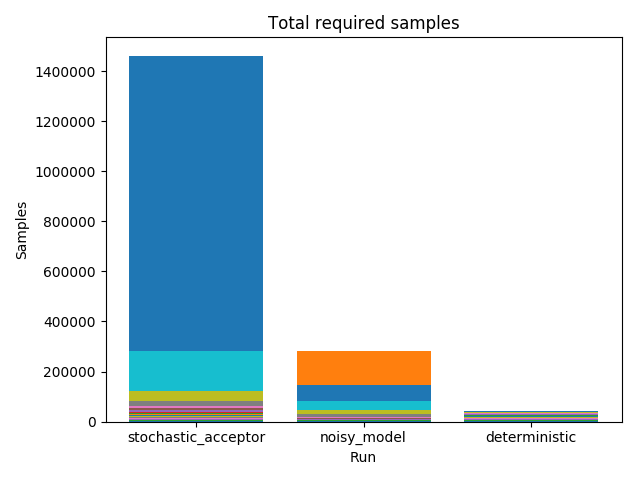 Total required samples
1400000
1200000
1000000
800000
600000
400000
200000
0
Samples
stochastic_acceptor
noisy_model
deterministic
Run